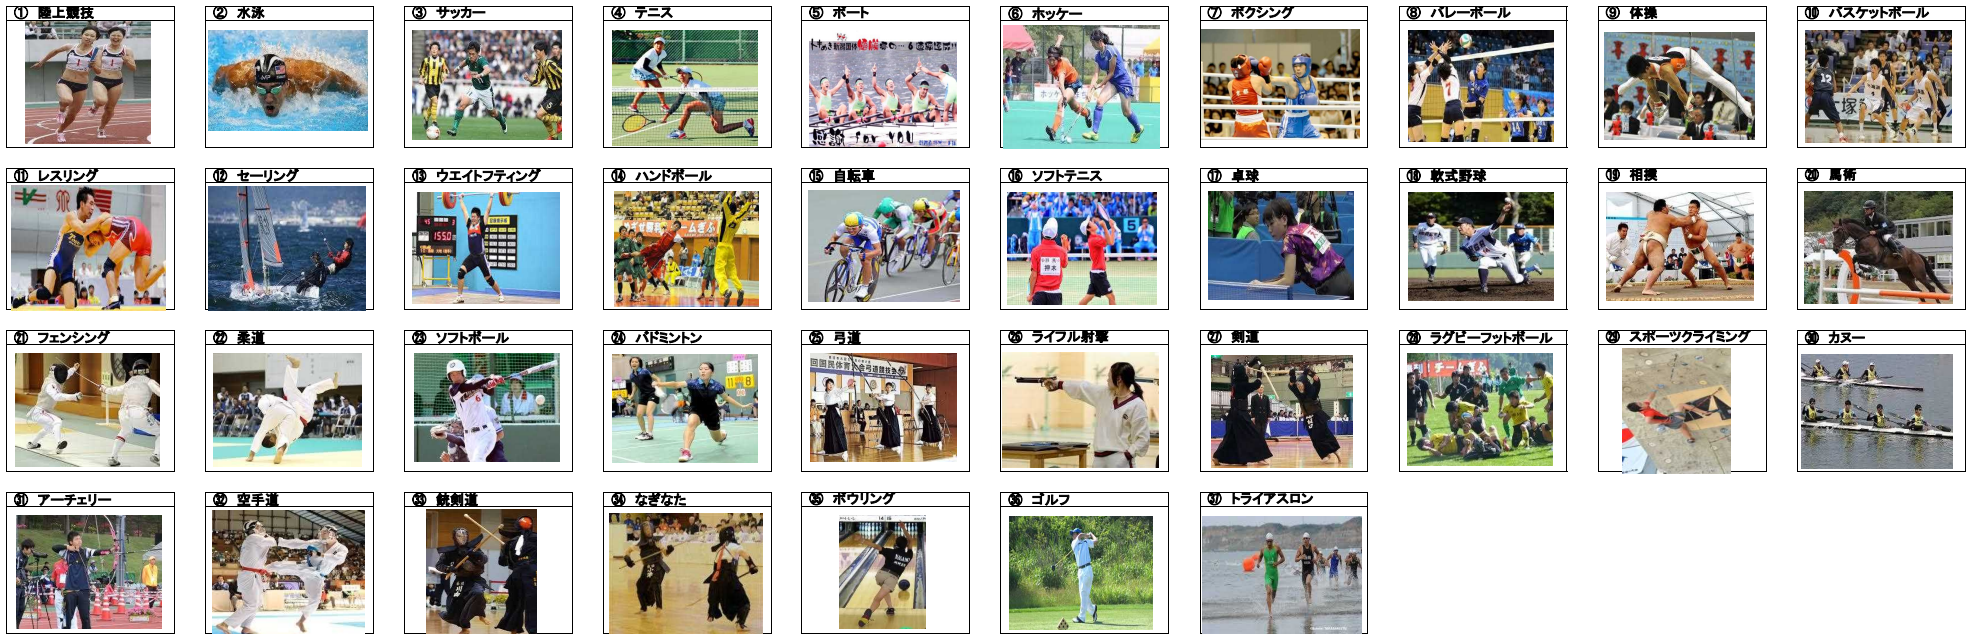 ① 陸上競技
② 水泳
③ サッカー
④ テニス
⑤ ボート
⑥ ホッケー
⑦ ボクシング
⑧ バレーボール
⑨ 体操
⑩ バスケットボール
⑪ レスリング
⑫ セーリング
⑬ ウエイトフティング
⑭ ハンドボール
⑮ 自転車
⑯ ソフトテニス
⑰ 卓球
⑱ 軟式野球
⑲ 相撲
⑳ 馬術
㉑ フェンシング
㉒ 柔道
㉓ ソフトボール
㉔ バドミントン
㉕ 弓道
㉖ ライフル射撃
㉗ 剣道
㉘ ラグビーフットボール
㉙ スポーツクライミング
㉚ カヌー
㉛ アーチェリー
㉜ 空手道
㉝ 銃剣道
㉞ なぎなた
㉟ ボウリング
㊱ ゴルフ
㊲ トライアスロン